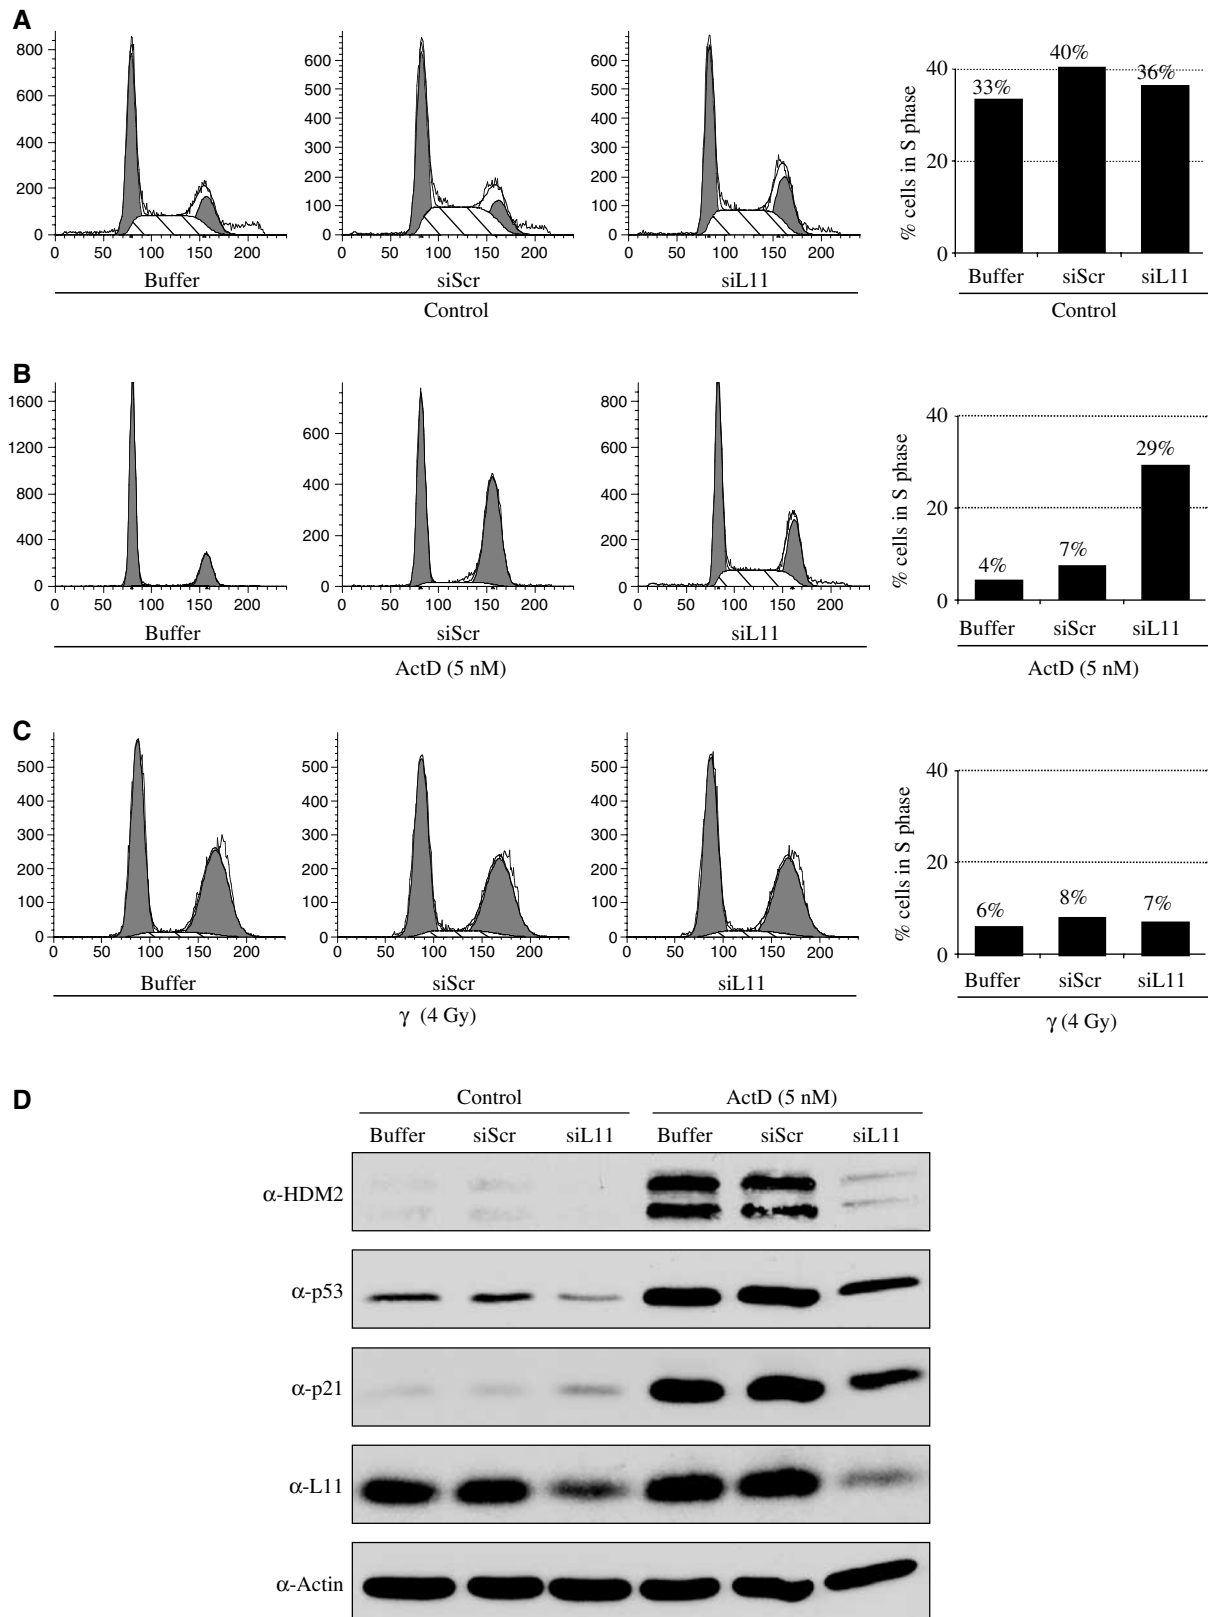 A
800
600
400
200
0
0 50 100 150 200
Buffer
600
500
400
300
200
100
0
0 50 100 150 200
siScr
600
500
400
300
200
100
0
0 50 100 150 200
siL11
Control
% cells in S phase
40
20
0
33%
40%
36%
Buffer siScr siL11
Control
B
1600
1200
800
400
0
0 50 100 150 200
Buffer
600
400
200
0
0 50 100 150 200
siScr
800
600
400
200
0
0 50 100 150 200
siL11
ActD (5 nM)
% cells in S phase
40
20
0
4%
7%
29%
Buffer siScr siL11
ActD (5 nM)
C
500
400
300
200
100
0
0 50 100 150 200
Buffer
500
400
300
200
100
0
0 50 100 150 200
siScr
500
400
300
200
100
0
0 50 100 150 200
siL11
γ (4 Gy)
% cells in S phase
40
20
0
6%
8%
7%
Buffer siScr siL11
γ (4 Gy)
D
Control ActD (5 nM)
Buffer siScr siL11 Buffer siScr siL11
α-HDM2
α-p53
α-p21
α-L11
α-Actin